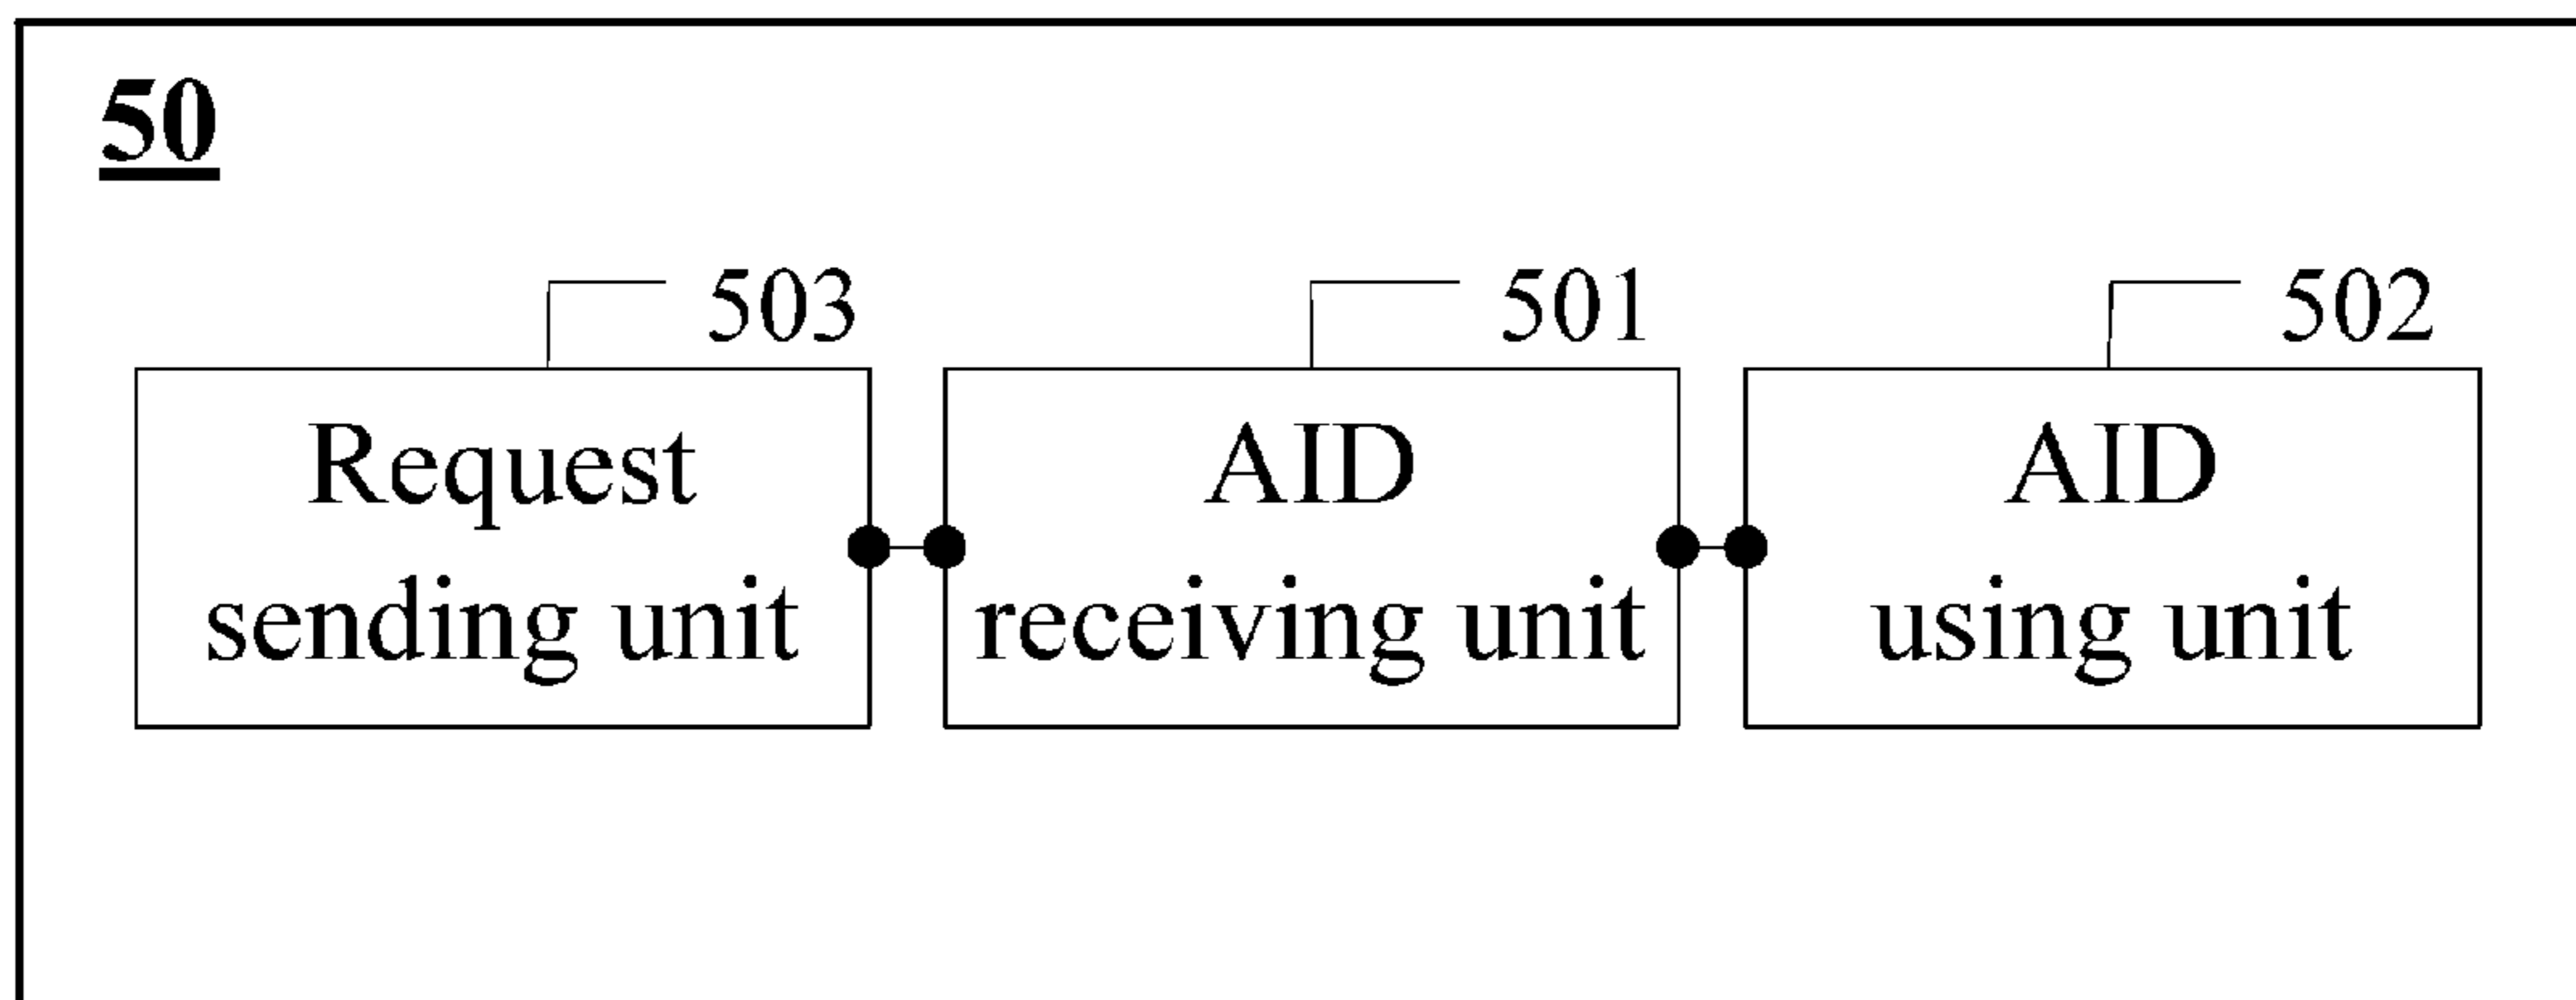 50
503 501 502
Request AID AID
sending unit receiving unit using unit